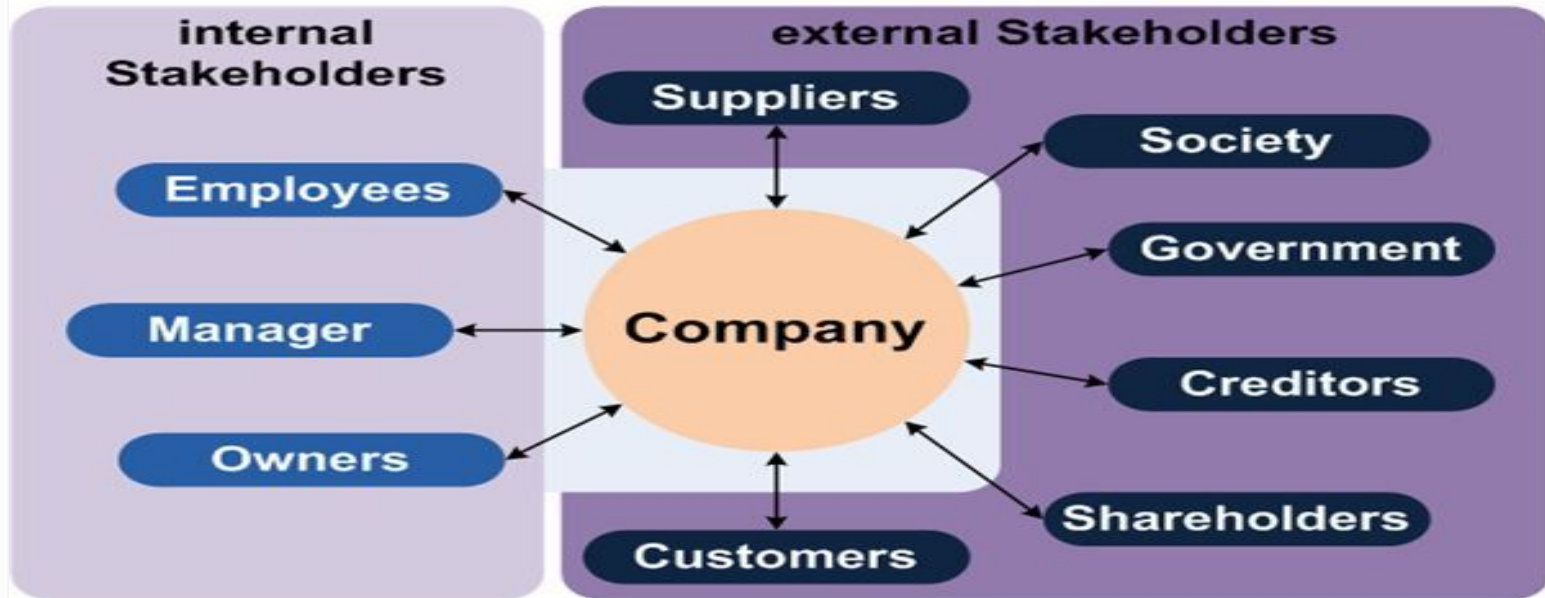 internal
Stakeholders
external Stakeholders
Suppliers
Society
Employees
Government
Manager
Company
Creditors
Owners
Shareholders
Customers